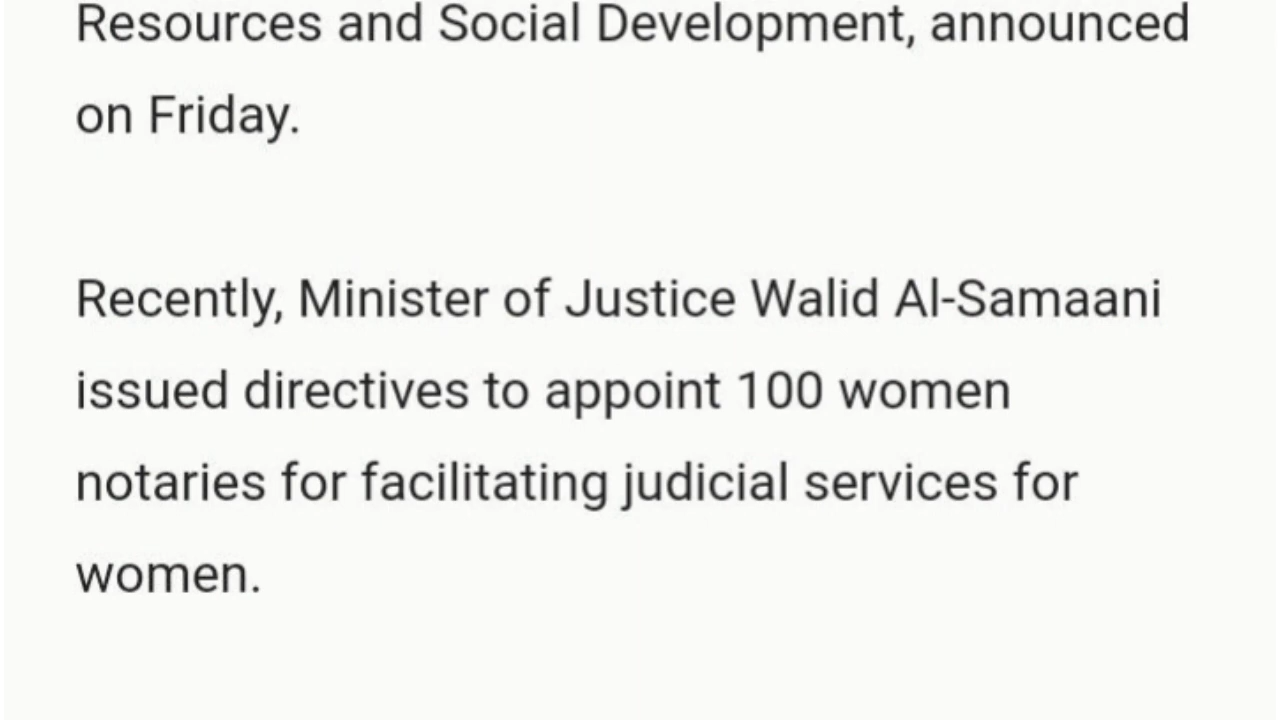 Resources and Social Development, announced
on Friday.
Recently, Minister of Justice Walid Al-Samaani
issued directives to appoint 100 women
notaries for facilitating judicial services for
women.